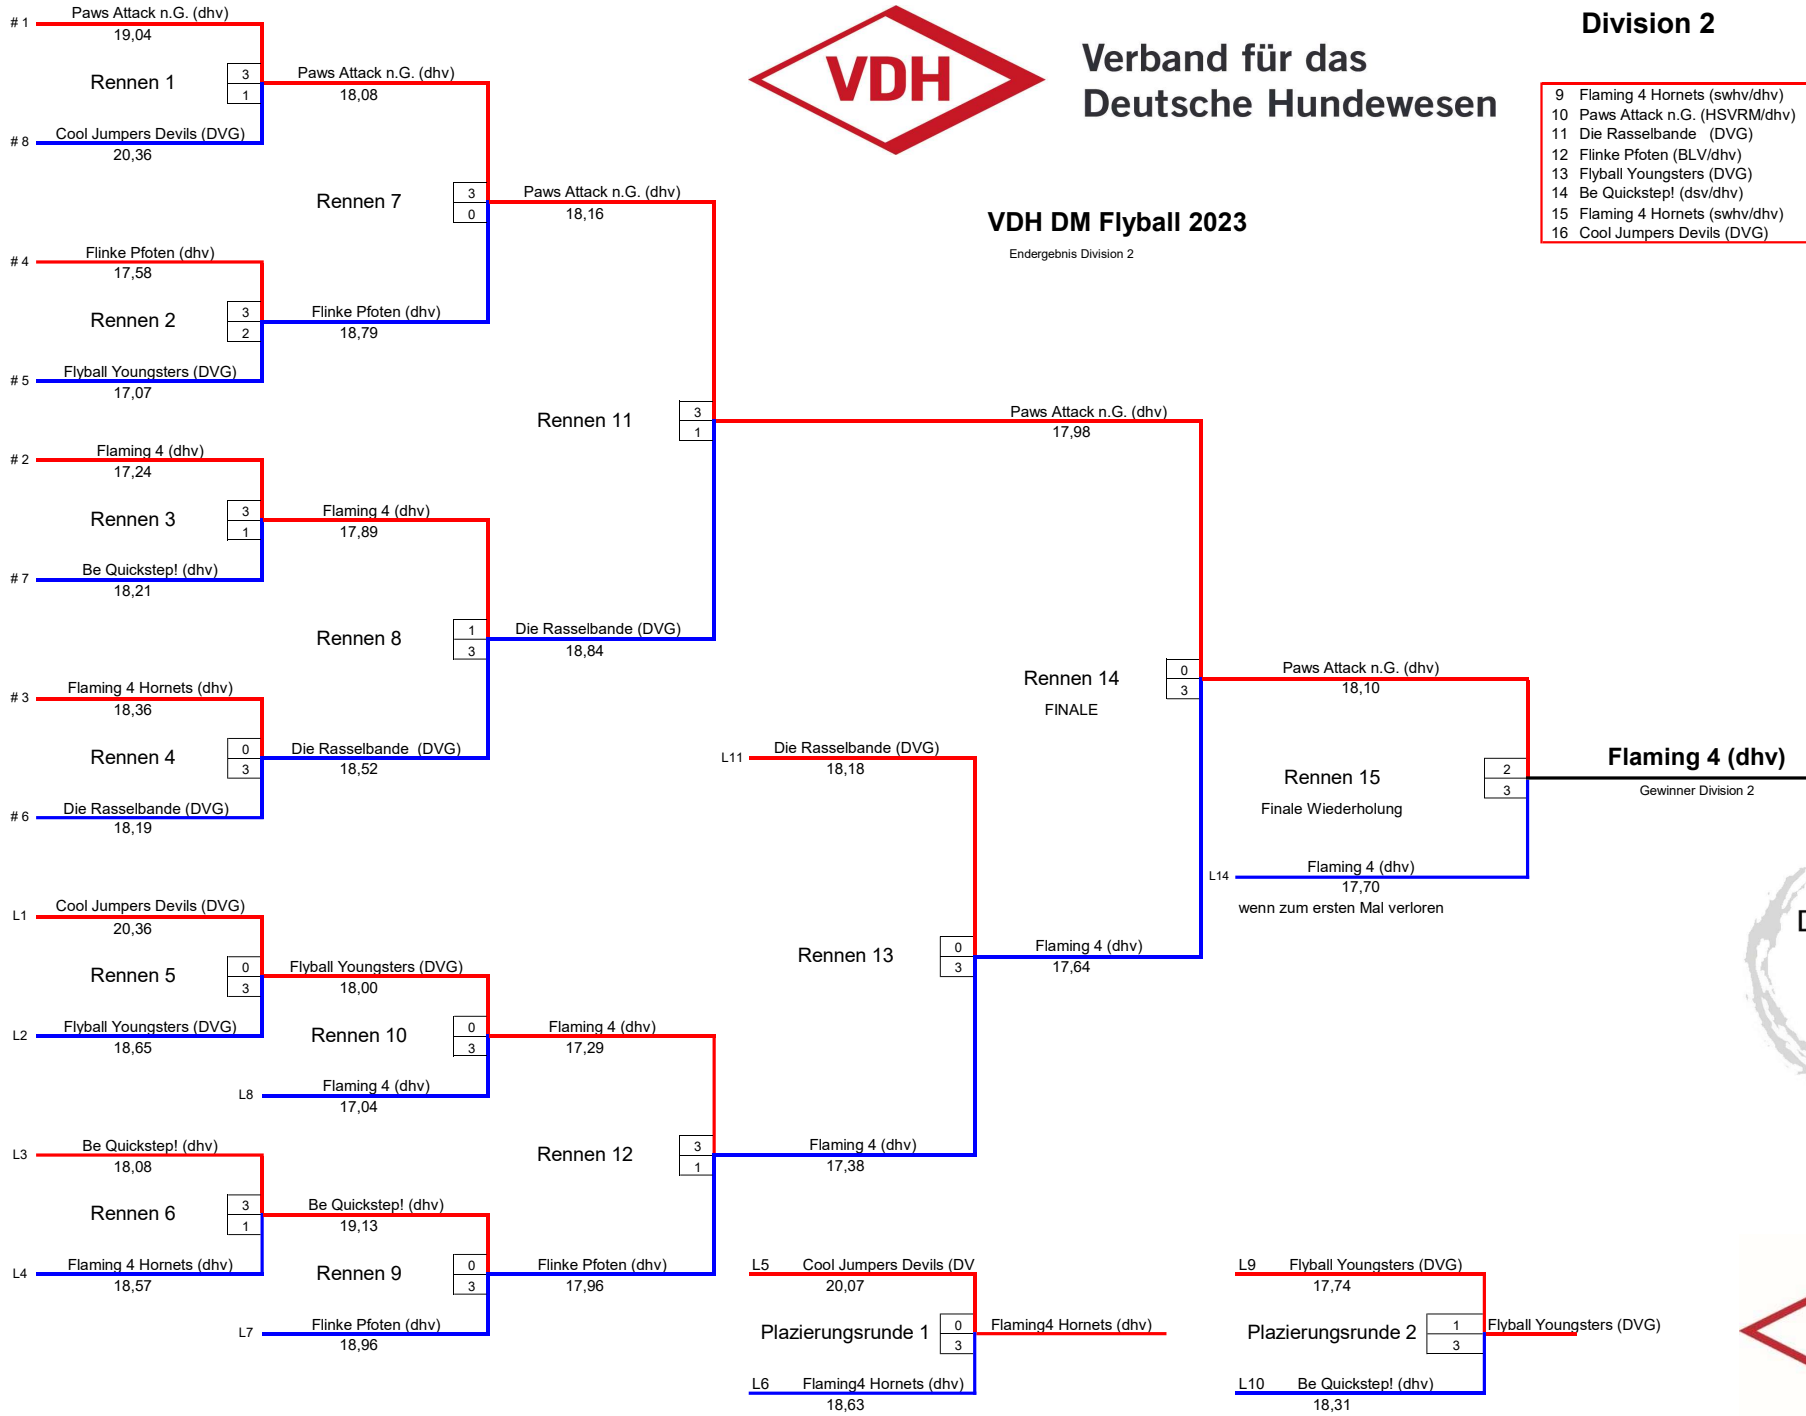 Division 2
VDH
Verband für das
Deutsche Hundewesen
9 Flaming 4 Hornets (swhv/dhv)
10 Paws Attack n.G. (HSVRM/dhv)
11 Die Rasselbande (DVG)
12 Flinke Pfoten (BLV/dhv)
13 Flyball Youngsters (DVG)
14 Be Quickstep! (dsv/dhv)
15 Flaming 4 Hornets (swhv/dhv)
16 Cool Jumpers Devils (DVG)
VDH DM Flyball 2023
Endergebnis Division 2
# 1 Paws Attack n.G. (dhv)
19,04
Rennen 1
3
1
# 8 Cool Jumpers Devils (DVG)
20,36
Paws Attack n.G. (dhv)
18,08
Rennen 7
3
0
# 4 Flinke Pfoten (dhv)
17,58
Rennen 2
3
2
# 5 Flyball Youngsters (DVG)
17,07
Flinke Pfoten (dhv)
18,79
Paws Attack n.G. (dhv)
18,16
Rennen 11
3
1
# 2 Flaming 4 (dhv)
17,24
Rennen 3
3
1
# 7 Be Quickstep! (dhv)
18,21
Flaming 4 (dhv)
17,89
Rennen 8
1
3
Die Rasselbande (DVG)
18,84
# 3 Flaming 4 Hornets (dhv)
18,36
Rennen 4
0
3
# 6 Die Rasselbande (DVG)
18,19
Die Rasselbande (DVG)
18,52
Paws Attack n.G. (dhv)
17,98
Rennen 14
FINALE
0
3
Paws Attack n.G. (dhv)
18,10
Rennen 15
Finale Wiederholung
2
3
Flaming 4 (dhv)
Gewinner Division 2
L14 Flaming 4 (dhv)
17,70
wenn zum ersten Mal verloren
L11 Die Rasselbande (DVG)
18,18
Rennen 13
0
3
Flaming 4 (dhv)
17,64
L1 Cool Jumpers Devils (DVG)
20,36
Rennen 5
0
3
L2 Flyball Youngsters (DVG)
18,65
Flyball Youngsters (DVG)
18,00
Rennen 10
0
3
L8 Flaming 4 (dhv)
17,04
Flaming 4 (dhv)
17,29
Rennen 12
3
1
Flaming 4 (dhv)
17,38
L3 Be Quickstep! (dhv)
18,08
Rennen 6
3
1
L4 Flaming 4 Hornets (dhv)
18,57
Be Quickstep! (dhv)
19,13
Rennen 9
0
3
L7 Flinke Pfoten (dhv)
18,96
Flinke Pfoten (dhv)
17,96
L5 Cool Jumpers Devils (DV
20,07
Plazierungsrunde 1
0
3
Flaming4 Hornets (dhv)
L6 Flaming4 Hornets (dhv)
18,63
L9 Flyball Youngsters (DVG)
17,74
Plazierungsrunde 2
1
3
Flyball Youngsters (DVG)
L10 Be Quickstep! (dhv)
18,31